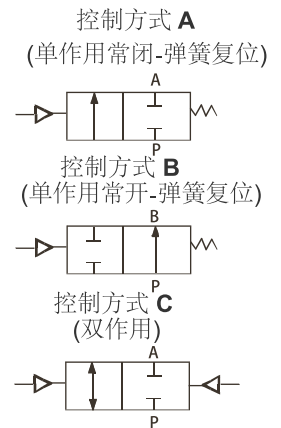 控制方式 A
(单作用常闭-弹簧复位)
A
P
控制方式 B
(单作用常开-弹簧复位)
B
P
控制方式 C
(双作用)
A
P